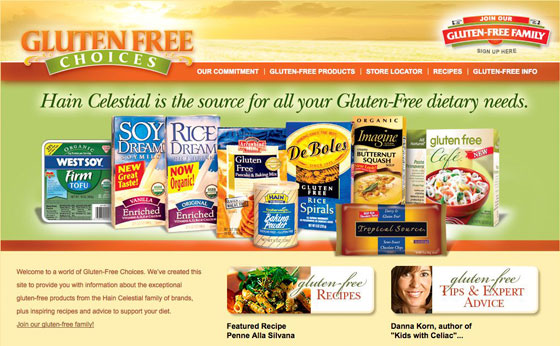 GLUTEN FREE
CHOICES
JOIN OUR
GLUTEN-FREE FAMILY
SIGN UP HERE
OUR COMMITMENT | GLUTEN-FREE PRODUCTS | STORE LOCATOR | RECIPES | GLUTEN-FREE INFO
Hain Celestial is the source for all your Gluten-Free dietary needs.
ORGANIC
WESTSOY
Firm
TOFU
SOY
DREAM
SOYMILK
NEW
Great
Taste!
VANILLA
Enriched
RICE
DREAM
Now
Organic!
ORIGINAL
Enriched
Arrowhead Mills
Gluten
Free
Pancake & Baking Mix
HAIN
Baking
Powder
DeBoles
GLUTEN
FREE
RICE
Spirals
ORGANIC
Imagine
BUTTERNUT
SQUASH
Tropical Source
gluten free
Café
NEW
Welcome to a world of Gluten-Free Choices. We've created this
site to provide you with information about the exceptional
gluten-free products from the Hain Celestial family of brands,
plus inspiring recipes and advice to support your diet.
Join our gluten-free family!
gluten-free
RECIPES
Featured Recipe
Penne Alla Silvana
gluten-free
TIPS & EXPERT
ADVICE
Danna Korn, author of
"Kids with Celiac"...